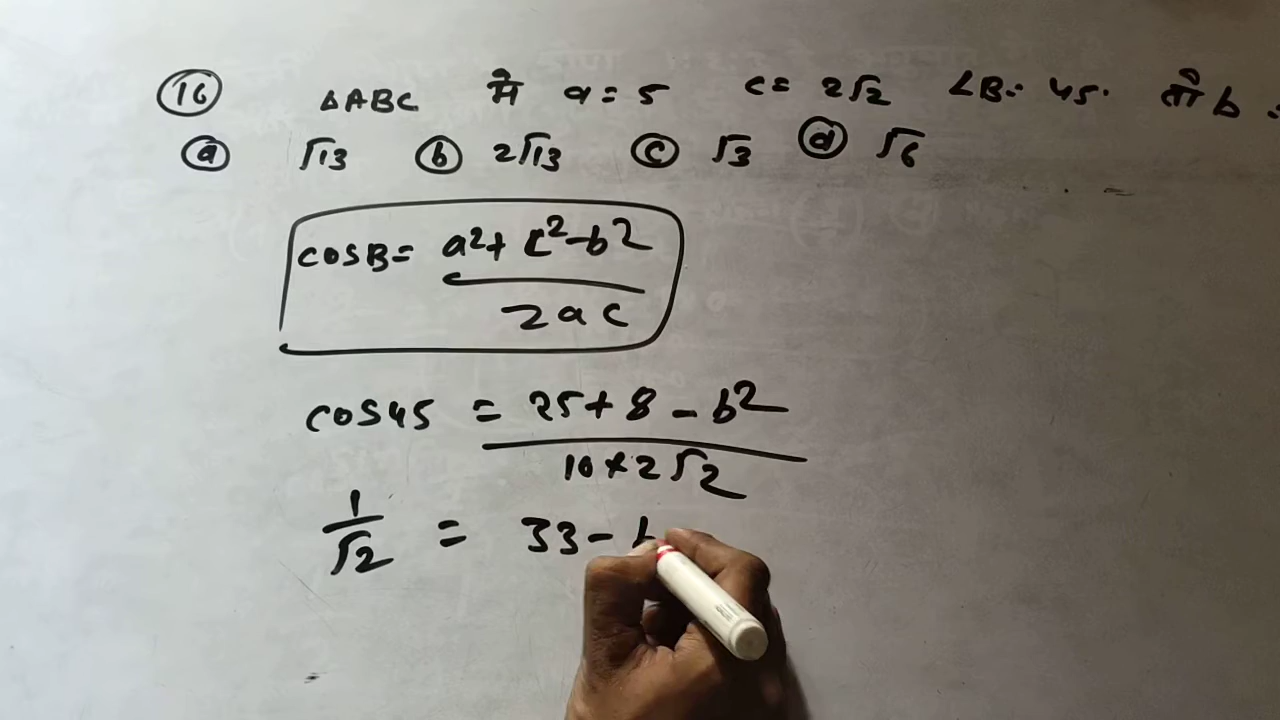 16 ΔABC में a = 5 c = 2√2 ∠B = 45° तो b =
a √13 b 2√13 c √3 d √6
cosB = a²+ c²-b²
2ac
cos45 = 25+8-b²
10×2√2
1
√2 = 33-b